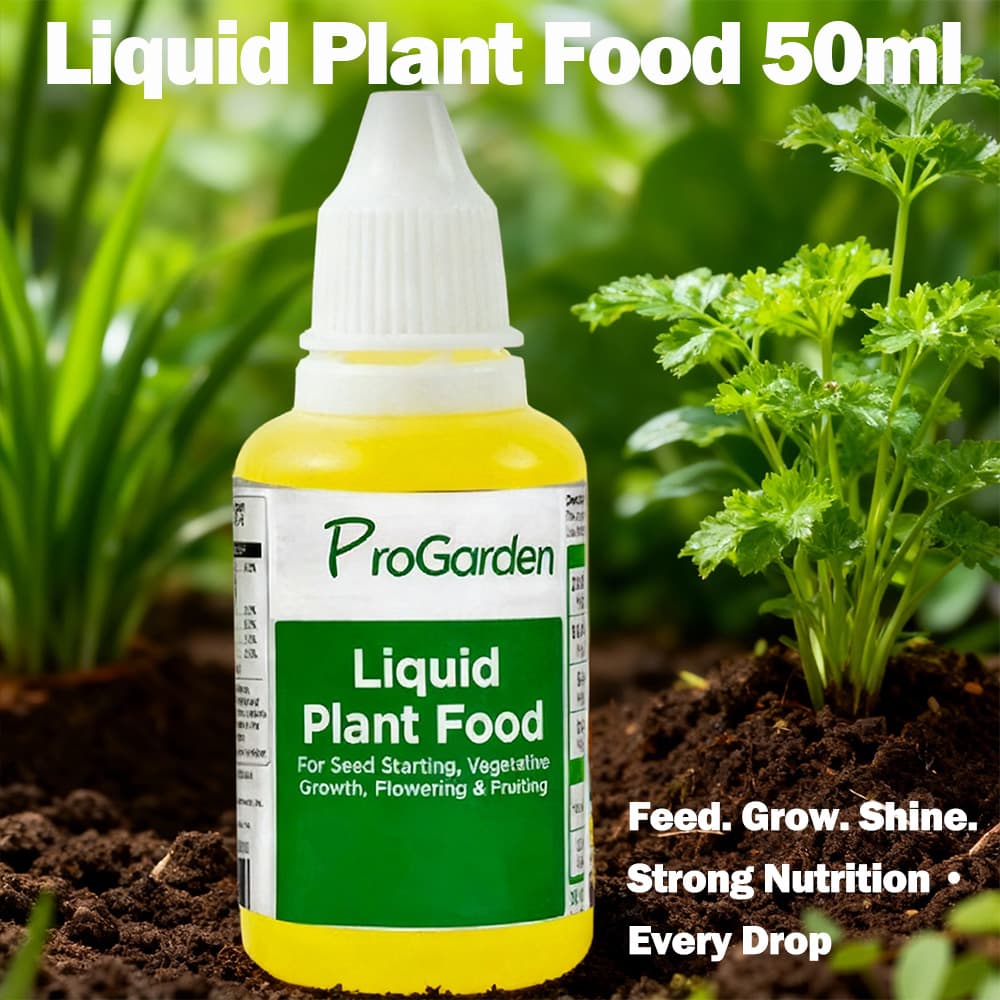 Liquid Plant Food 50ml
ProGarden
Liquid
Plant Food
For Seed Starting, Vegetative
Growth, Flowering & Fruiting
Feed. Grow. Shine.
Strong Nutrition •
Every Drop